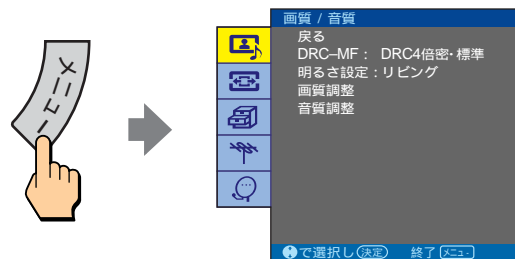 メニュー
画質 / 音質
戻る
DRC–MF： DRC4倍密・標準
明るさ設定：リビング
画質調整
音質調整
で選択し 決定 終了 メニュー